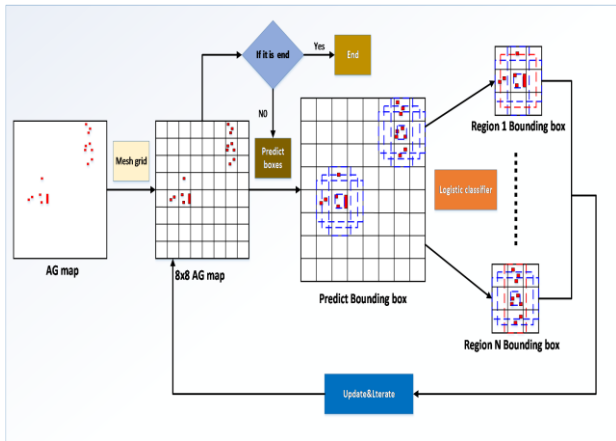 If it is end
Yes
End
N0
Mesh grid
Predict
boxes
Region 1 Bounding box
Logistic classifier
AG map
8x8 AG map
Predict Bounding box
Region N Bounding box
Update&Lterate